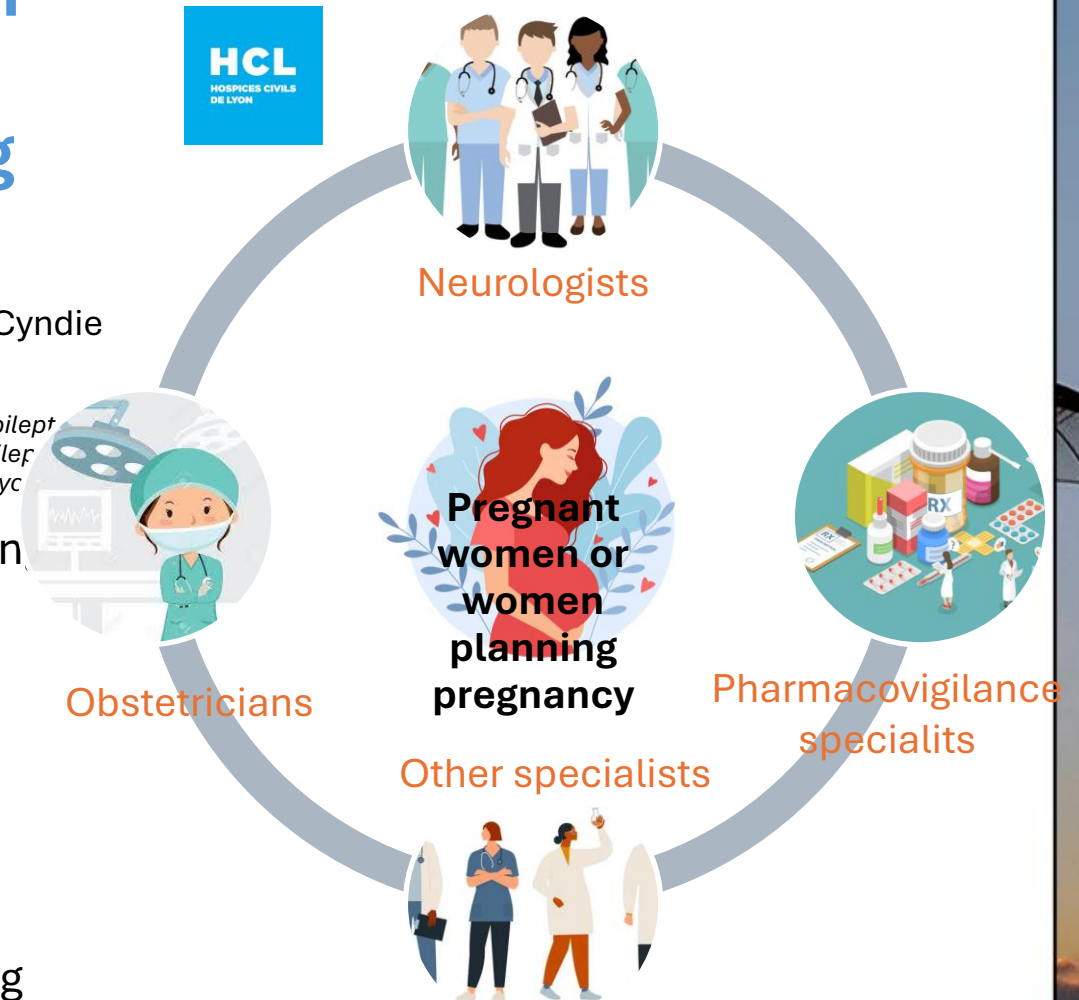 g
HCL
HOSPICES CIVILS
DE LYON
Neurologists
Cyndie
Pregnant
women or
women
planning
pregnancy
RX
RX
Obstetricians
Pharmacovigilance
specialits
Other specialists
g